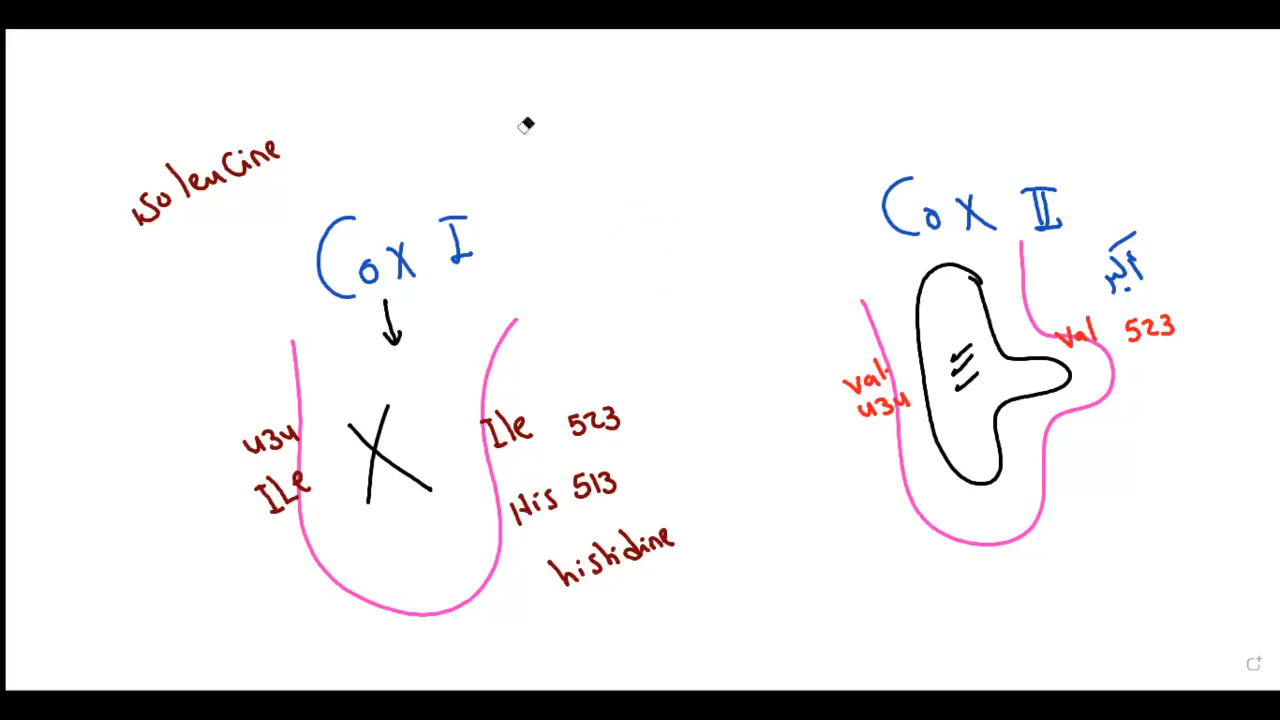 isoleucine
Cox I
434
ILe
Ile 523
His 513
histidine
Cox II
أكبر
Val 523
Val.
434